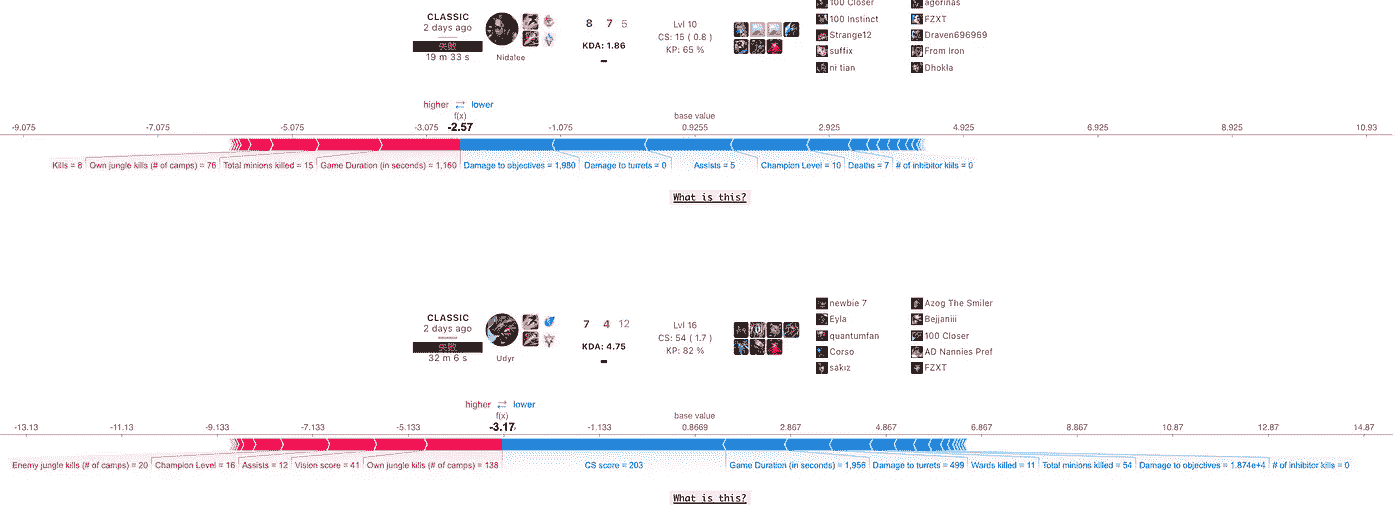 100 Closer agorinas
CLASSIC
2 days ago
19 m 33 s
Nidalee
8 7 5
KDA: 1.86
Lvl 10
CS: 15 ( 0.8 )
KP: 65 %
100 Instinct FZXT
Strange12 Draven696969
suffix From Iron
ni tian Dhokla
higher ⇄ lower
f(x) base value
-9.075 -7.075 -5.075 -3.075 -2.57 -1.075 0.9255 2.925 4.925 6.925 8.925 10.93
Kills = 8 Own jungle kills (# of camps) = 76 Total minions killed = 15 Game Duration (in seconds) = 1,160 Damage to objectives = 1,980 Damage to turrets = 0 Assists = 5 Champion Level = 10 Deaths = 7 # of inhibitor kills = 0
What is this?
CLASSIC
2 days ago
32 m 6 s
Udyr
7 4 12
KDA: 4.75
Lvl 16
CS: 54 ( 1.7 )
KP: 82 %
newbie 7 Azog The Smiler
Eyla Bejjaniii
quantumfan 100 Closer
Corso AD Nannies Pref
sakiz FZXT
higher ⇄ lower
f(x) base value
-13.13 -11.13 -9.133 -7.133 -5.133 -3.17 -1.133 0.8669 2.867 4.867 6.867 8.867 10.87 12.87 14.87
Enemy jungle kills (# of camps) = 20 Champion Level = 16 Assists = 12 Vision score = 41 Own jungle kills (# of camps) = 138 CS score = 203 Game Duration (in seconds) = 1,956 Damage to turrets = 499 Wards killed = 11 Total minions killed = 54 Damage to objectives = 1.874e+4 # of inhibitor kills = 0
What is this?